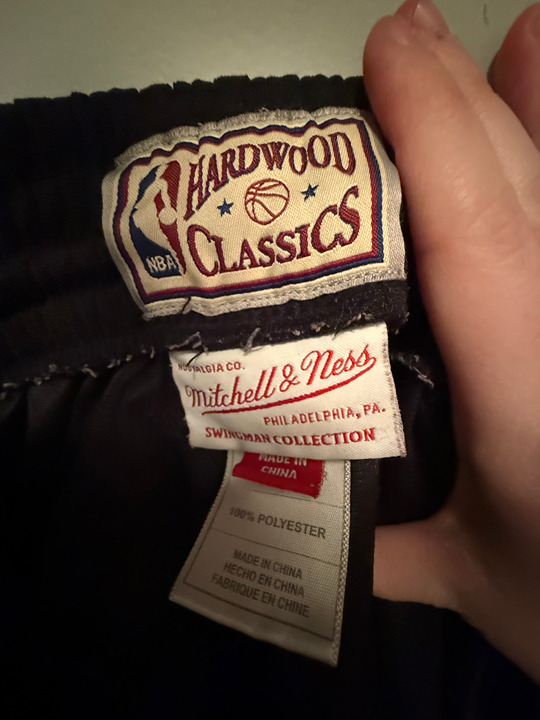 HARDWOOD
CLASSICS
NBA
NOSTALGIA CO.
Mitchell & Ness
PHILADELPHIA, PA.
SWINGMAN COLLECTION
MADE IN
CHINA
100% POLYESTER
MADE IN CHINA
HECHO EN CHINA
FABRIQUE EN CHINE